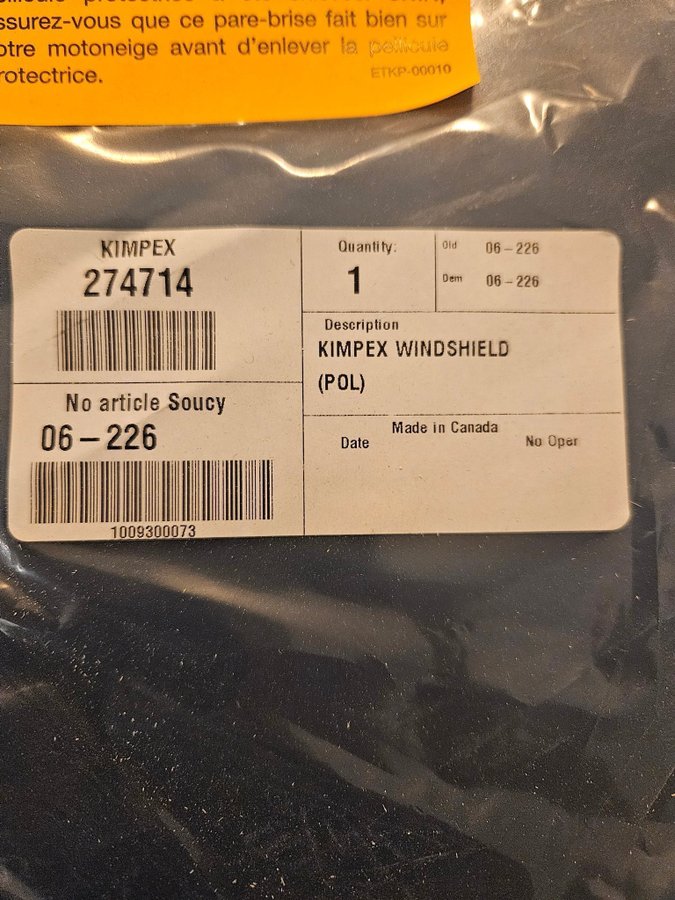 ssurez-vous que ce pare-brise fait bien sur
otre motoneige avant d'enlever la pellicule
rotectrice.
ETKP-00010
KIMPEX
274714
No article Soucy
06-226
1009300073
Quantity:
1
Old 06-226
Dem 06-226
Description
KIMPEX WINDSHIELD
(POL)
Made in Canada
Date No Oper